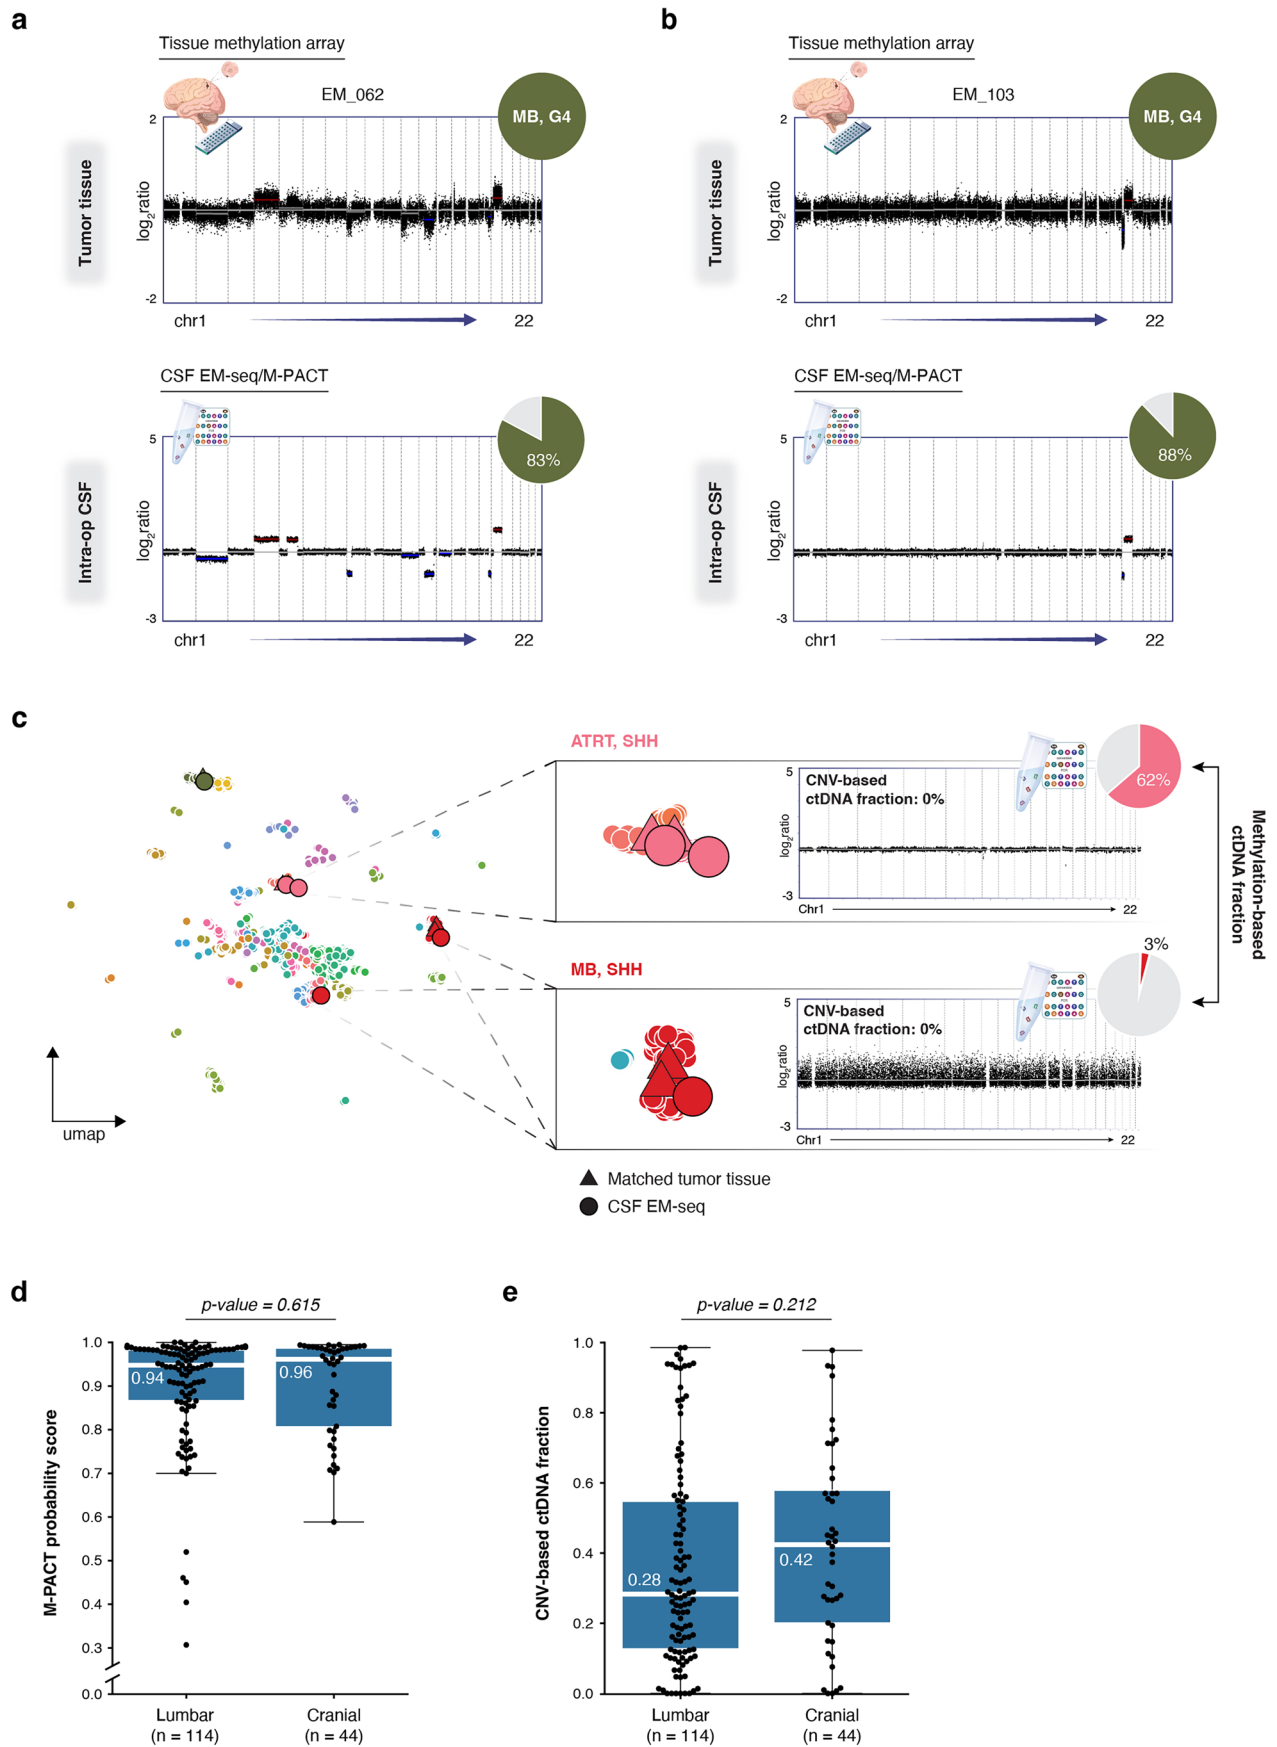 a
Tissue methylation array
EM_062
MB, G4
Tumor tissue
2
log2ratio
-2
chr1
22
CSF EM-seq/M-PACT
83%
Intra-op CSF
5
log2ratio
-3
chr1
22
b
Tissue methylation array
EM_103
MB, G4
Tumor tissue
2
log2ratio
-2
chr1
22
CSF EM-seq/M-PACT
88%
Intra-op CSF
5
log2ratio
-3
chr1
22
c
umap
ATRT, SHH
CNV-based
ctDNA fraction: 0%
5
log2ratio
-3
Chr1
22
62%
MB, SHH
CNV-based
ctDNA fraction: 0%
5
log2ratio
-3
Chr1
22
3%
Methylation-based
ctDNA fraction
Matched tumor tissue
CSF EM-seq
d
p-value = 0.615
M-PACT probability score
1.0
0.9
0.8
0.7
0.6
0.5
0.4
0.3
0.0
0.94
0.96
Lumbar
(n = 114)
Cranial
(n = 44)
e
p-value = 0.212
CNV-based ctDNA fraction
1.0
0.8
0.6
0.4
0.2
0.0
0.28
0.42
Lumbar
(n = 114)
Cranial
(n = 44)